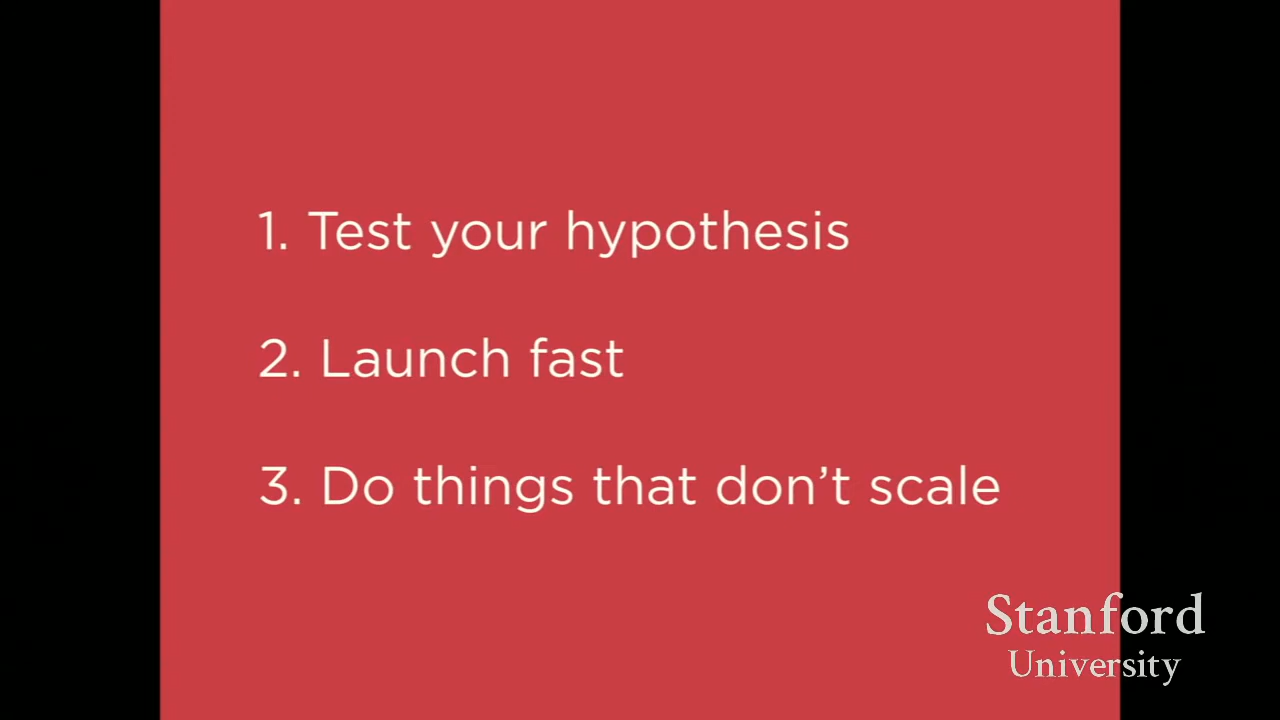 1. Test your hypothesis
2. Launch fast
3. Do things that don’t scale
Stanford
University